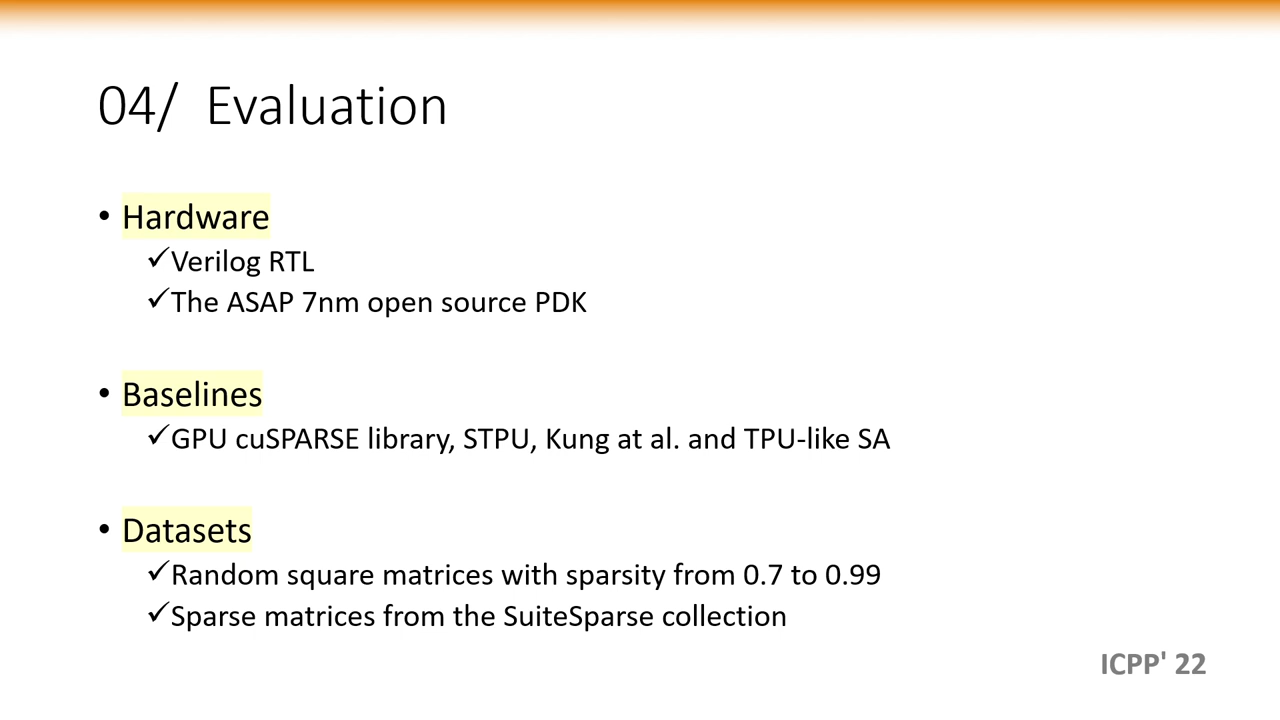 04/ Evaluation
• Hardware
✓Verilog RTL
✓The ASAP 7nm open source PDK
• Baselines
✓GPU cuSPARSE library, STPU, Kung at al. and TPU-like SA
• Datasets
✓Random square matrices with sparsity from 0.7 to 0.99
✓Sparse matrices from the SuiteSparse collection
ICPP' 22